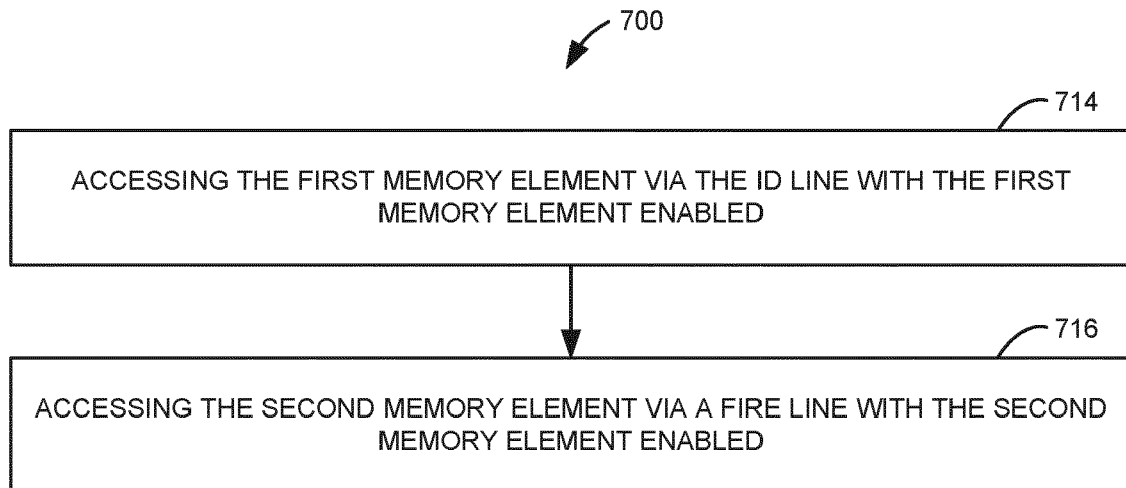 700
714
ACCESSING THE FIRST MEMORY ELEMENT VIA THE ID LINE WITH THE FIRST
MEMORY ELEMENT ENABLED
716
ACCESSING THE SECOND MEMORY ELEMENT VIA A FIRE LINE WITH THE SECOND
MEMORY ELEMENT ENABLED